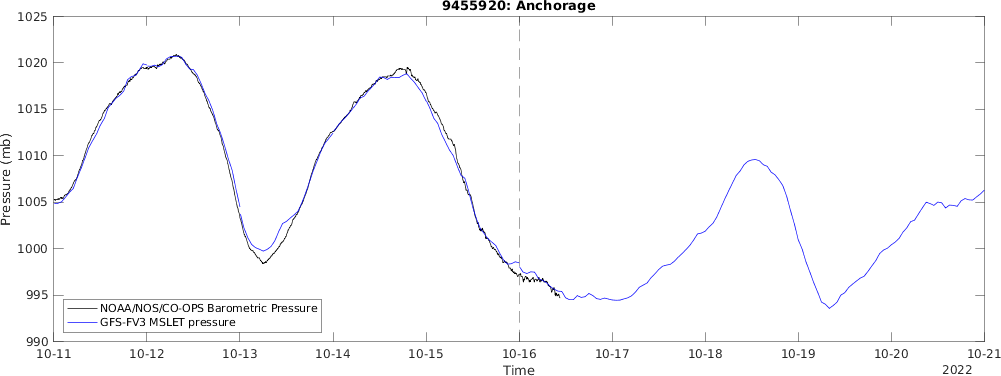 9455920: Anchorage
Pressure (mb)
1025
1020
1015
1010
1005
1000
995
990
NOAA/NOS/CO-OPS Barometric Pressure
GFS-FV3 MSLET pressure
10-11 10-12 10-13 10-14 10-15 10-16 10-17 10-18 10-19 10-20 10-21
Time
2022